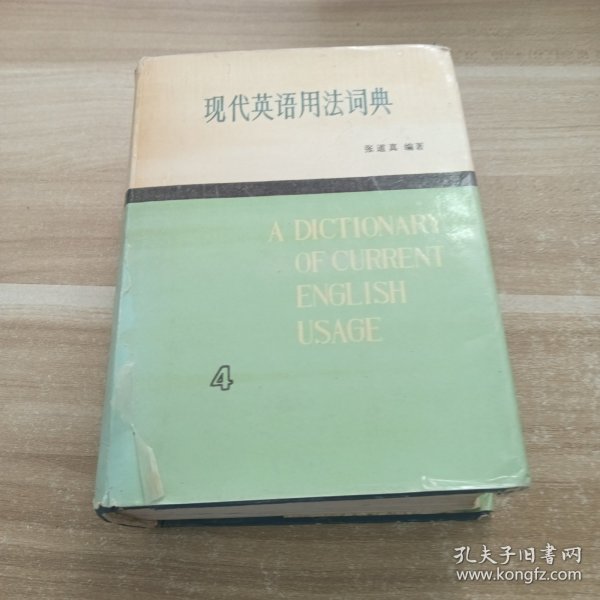 现代英语用法词典
张道真 编著
A DICTIONARY
OF CURRENT
ENGLISH
USAGE
4
孔夫子旧书网
www.kongfz.com